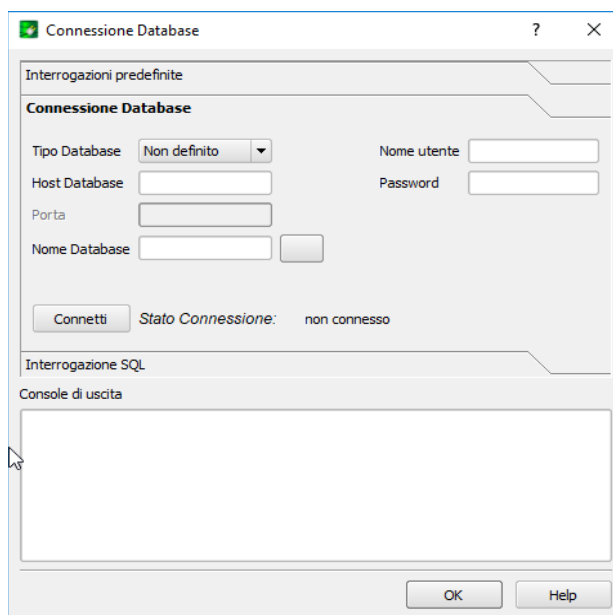 Connessione Database
?
Interrogazioni predefinite
Connessione Database
Tipo Database Non definito Nome utente
Host Database Password
Porta
Nome Database
Connetti Stato Connessione: non connesso
Interrogazione SQL
Console di uscita
OK Help